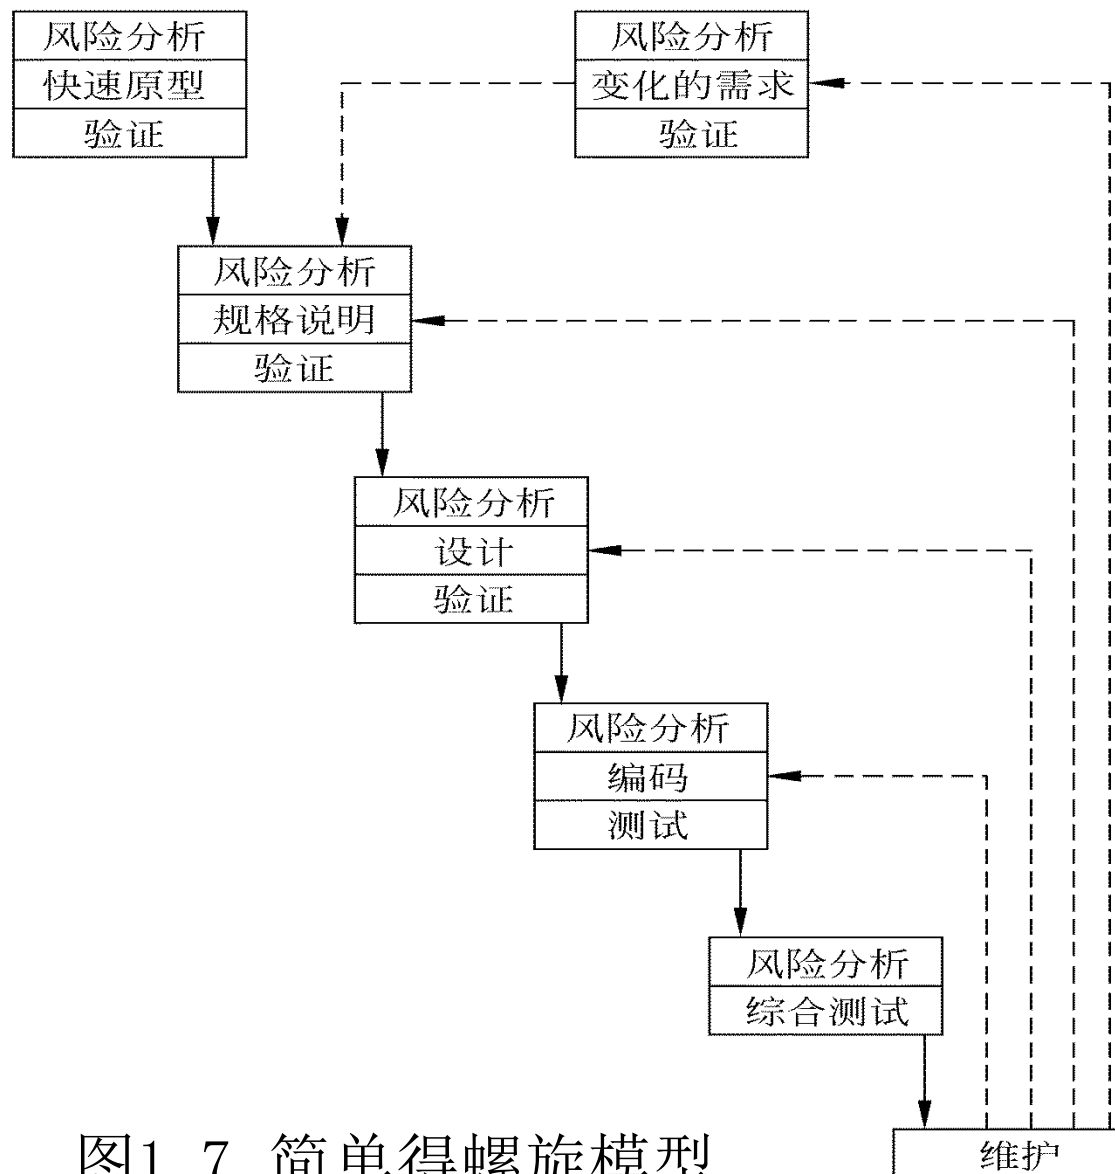 风险分析
快速原型
验证
风险分析
变化的需求
验证
风险分析
规格说明
验证
风险分析
设计
验证
风险分析
编码
测试
风险分析
综合测试
维护
图1 7 简单得螺旋模型